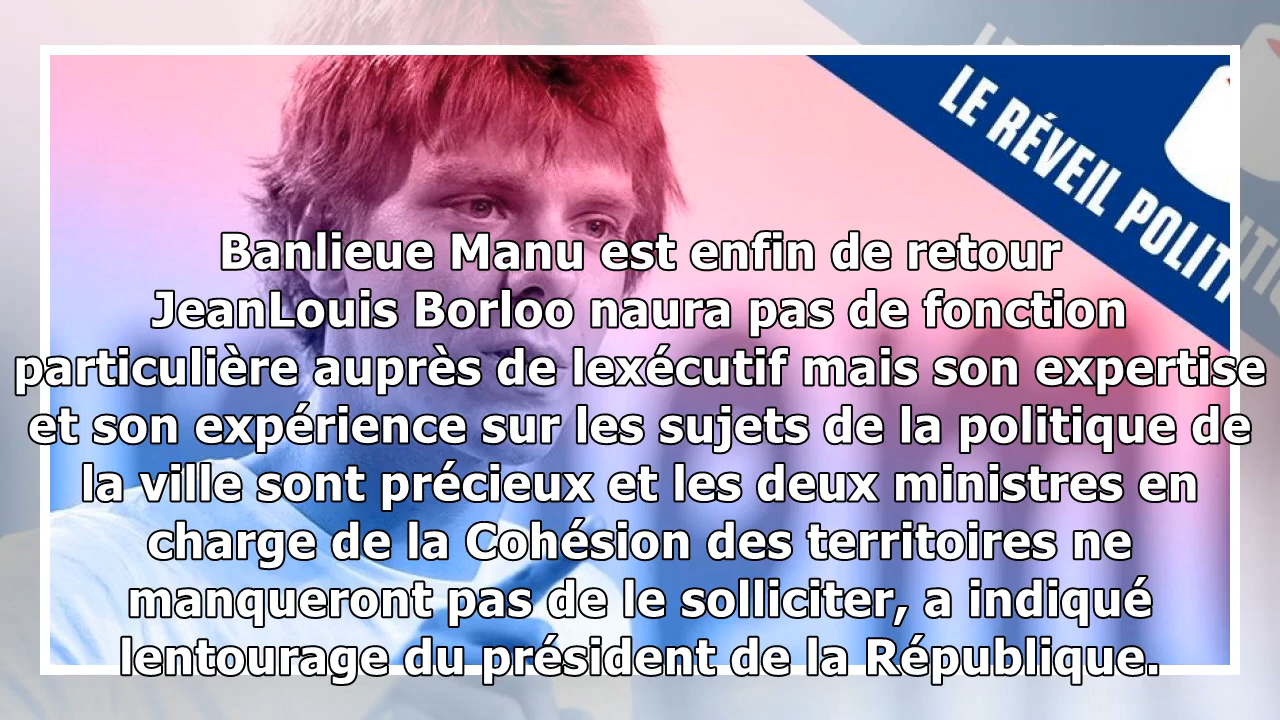 LE RÉVEIL POLIT
Banlieue Manu est enfin de retour
JeanLouis Borloo naura pas de fonction
particulière auprès de lexécutif mais son expertise
et son expérience sur les sujets de la politique de
la ville sont précieux et les deux ministres en
charge de la Cohésion des territoires ne
manqueront pas de le solliciter, a indiqué
lentourage du président de la République.